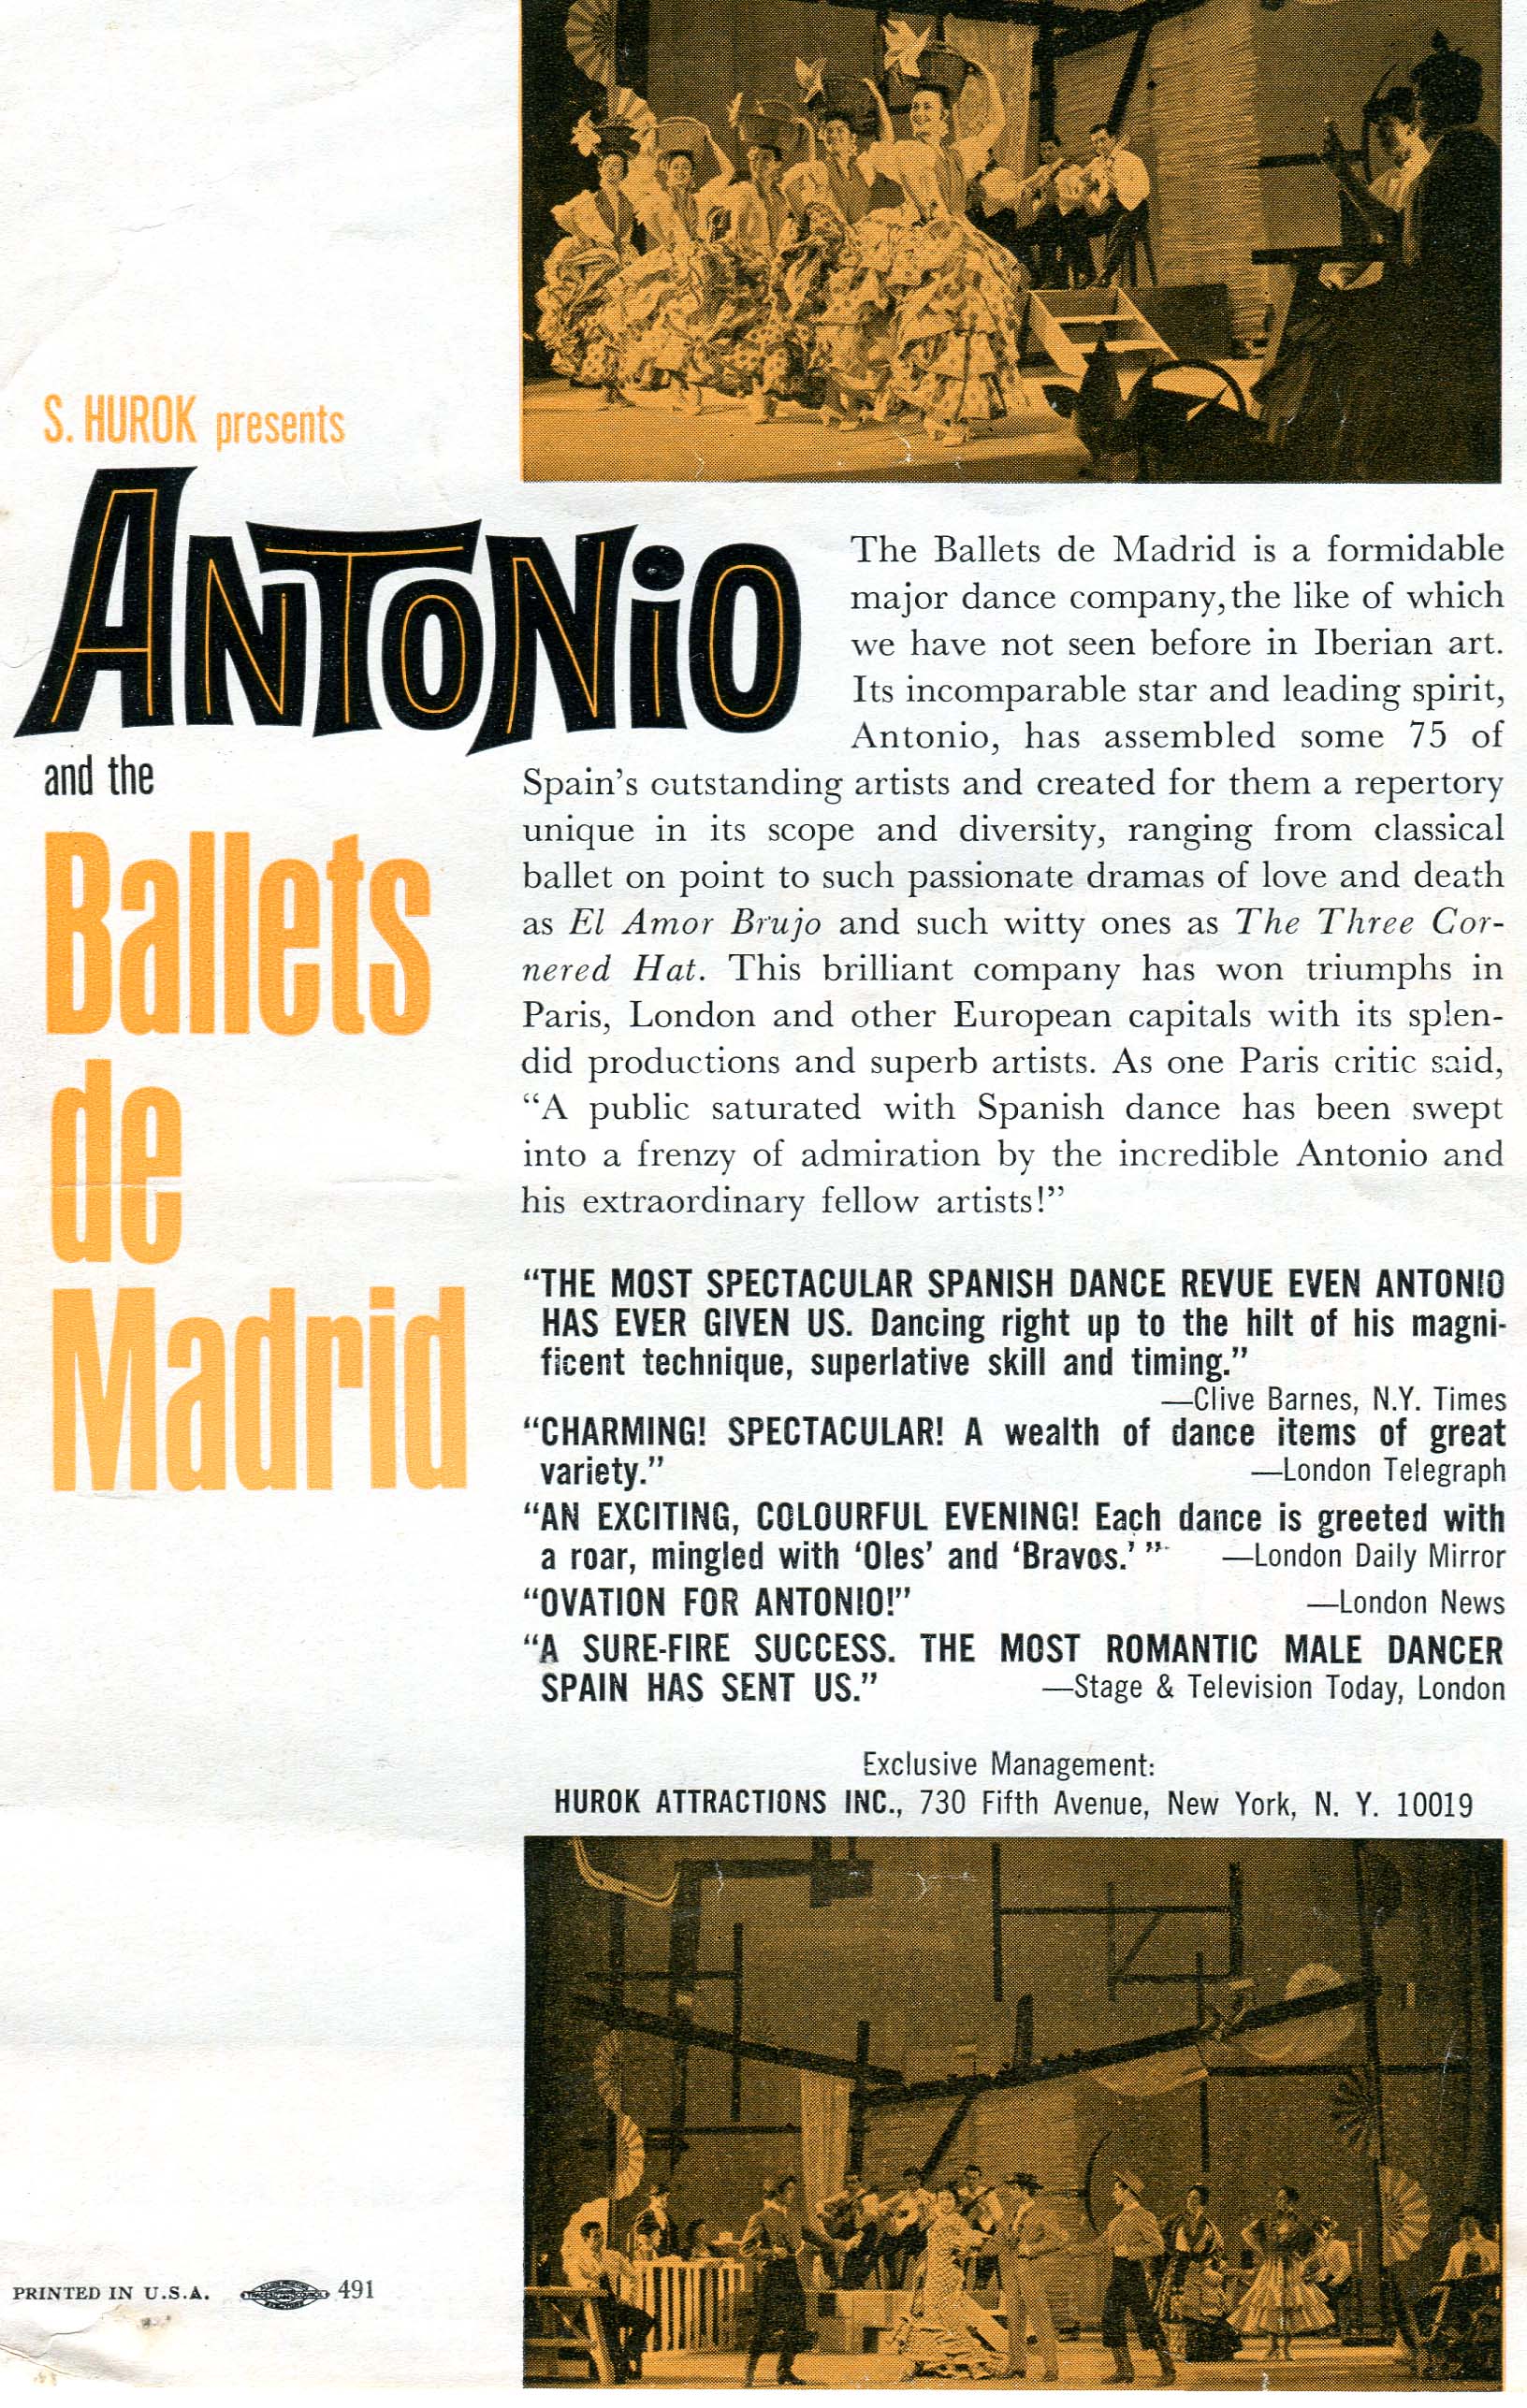 S. HUROK presents
ANTONiO
and the
Ballets
de
Madrid
The Ballets de Madrid is a formidable
major dance company, the like of which
we have not seen before in Iberian art.
Its incomparable star and leading spirit,
Antonio, has assembled some 75 of
Spain's outstanding artists and created for them a repertory
unique in its scope and diversity, ranging from classical
ballet on point to such passionate dramas of love and death
as El Amor Brujo and such witty ones as The Three Cor-
nered Hat. This brilliant company has won triumphs in
Paris, London and other European capitals with its splen-
did productions and superb artists. As one Paris critic said,
“A public saturated with Spanish dance has been swept
into a frenzy of admiration by the incredible Antonio and
his extraordinary fellow artists!”
“THE MOST SPECTACULAR SPANISH DANCE REVUE EVEN ANTONIO
HAS EVER GIVEN US. Dancing right up to the hilt of his magni-
ficent technique, superlative skill and timing.”
—Clive Barnes, N.Y. Times
“CHARMING! SPECTACULAR! A wealth of dance items of great
variety.” —London Telegraph
“AN EXCITING, COLOURFUL EVENING! Each dance is greeted with
a roar, mingled with ‘Oles’ and ‘Bravos.’” —London Daily Mirror
“OVATION FOR ANTONIO!” —London News
“A SURE-FIRE SUCCESS. THE MOST ROMANTIC MALE DANCER
SPAIN HAS SENT US.” —Stage & Television Today, London
Exclusive Management:
HUROK ATTRACTIONS INC., 730 Fifth Avenue, New York, N. Y. 10019
PRINTED IN U.S.A. 491